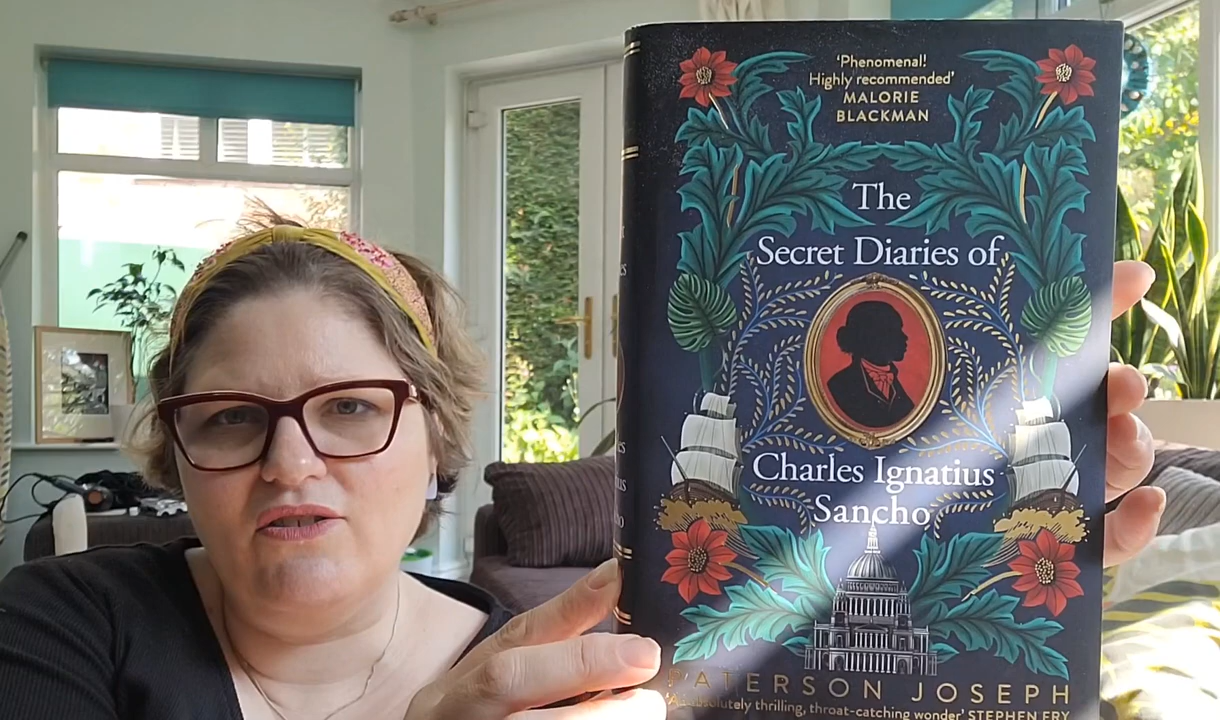 'Phenomenal!
Highly recommended'
MALORIE
BLACKMAN
The
Secret Diaries of
Charles Ignatius
Sancho
PATERSON JOSEPH
absolutely thrilling, throat-catching wonder' STEPHEN FRY